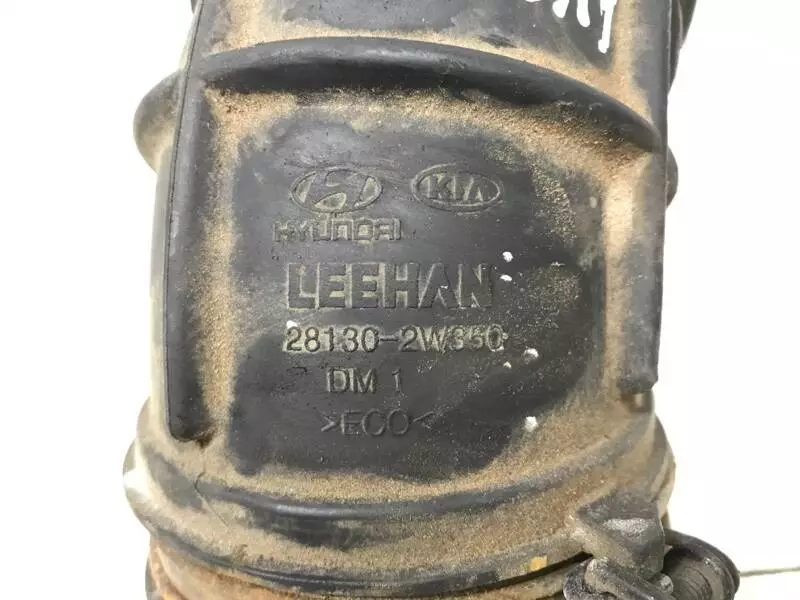 KIA
HYUNDAI
LEEHAN
28130-2W350
DM 1
>ECO<